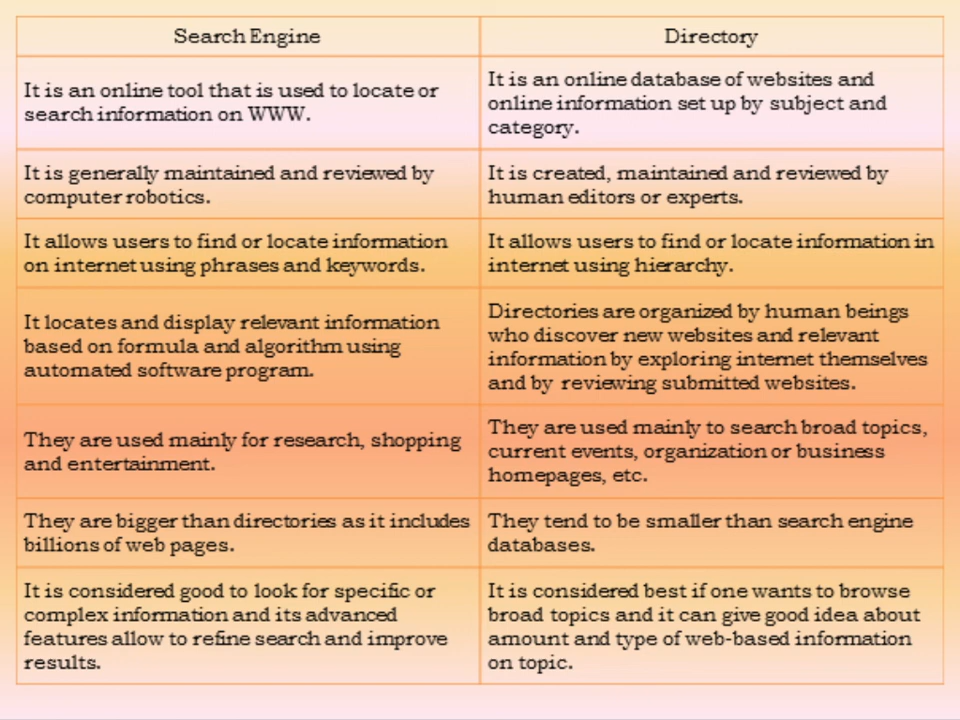 Search Engine
Directory
It is an online tool that is used to locate or
search information on WWW.
It is an online database of websites and
online information set up by subject and
category.
It is generally maintained and reviewed by
computer robotics.
It is created, maintained and reviewed by
human editors or experts.
It allows users to find or locate information
on internet using phrases and keywords.
It allows users to find or locate information in
internet using hierarchy.
It locates and display relevant information
based on formula and algorithm using
automated software program.
Directories are organized by human beings
who discover new websites and relevant
information by exploring internet themselves
and by reviewing submitted websites.
They are used mainly for research, shopping
and entertainment.
They are used mainly to search broad topics,
current events, organization or business
homepages, etc.
They are bigger than directories as it includes
billions of web pages.
They tend to be smaller than search engine
databases.
It is considered good to look for specific or
complex information and its advanced
features allow to refine search and improve
results.
It is considered best if one wants to browse
broad topics and it can give good idea about
amount and type of web-based information
on topic.